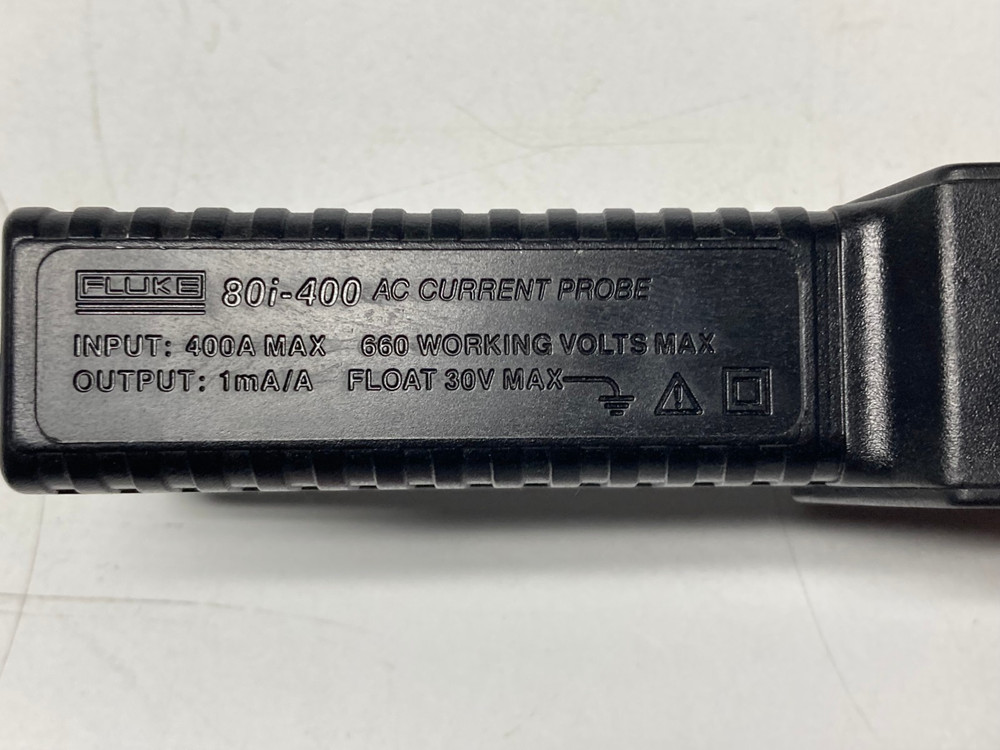 FLUKE 80i-400 AC CURRENT PROBE
INPUT: 400A MAX 660 WORKING VOLTS MAX
OUTPUT: 1mA/A FLOAT 30V MAX